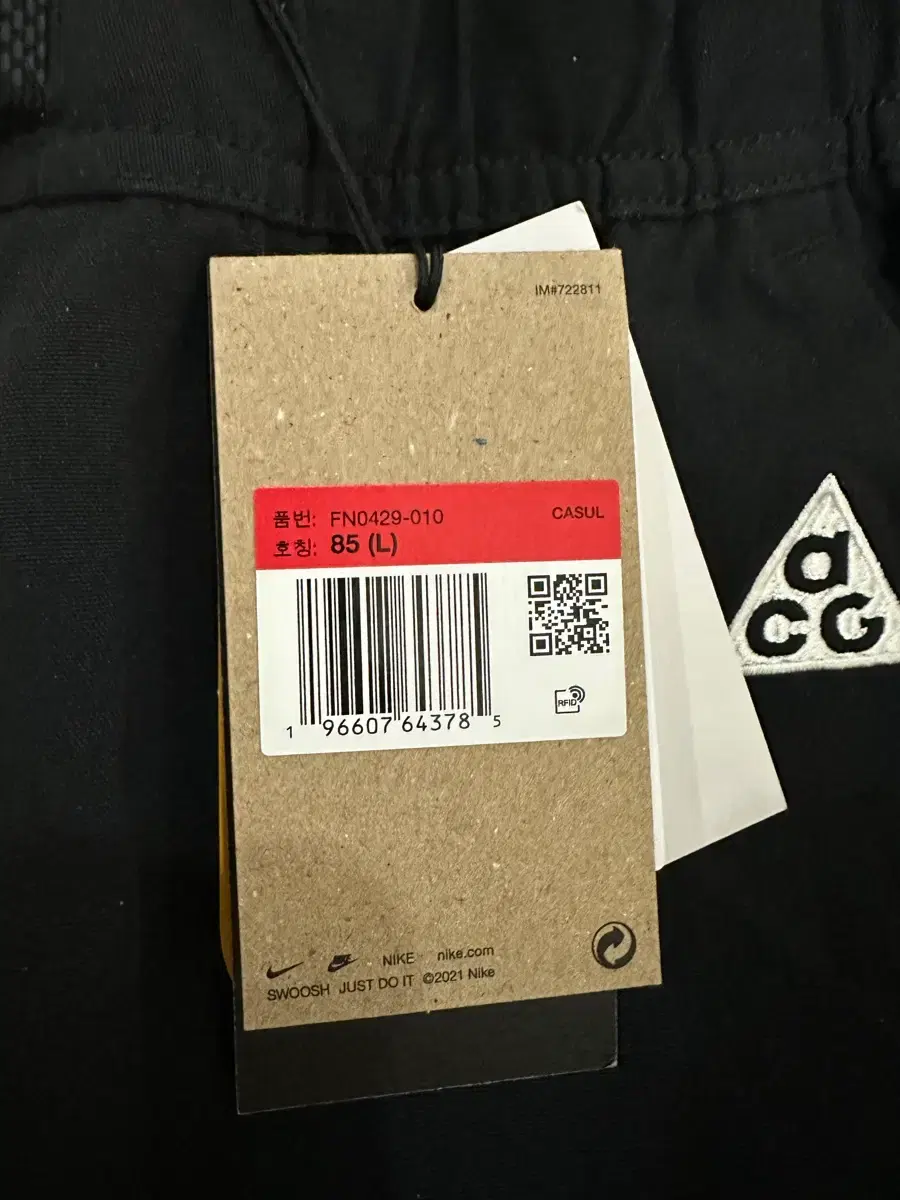 IM#722811
품번: FN0429-010
CASUL
호칭: 85 (L)
1 96607 64378 5
RFID
a
CG
NIKE nike.com
SWOOSH JUST DO IT ©2021 Nike